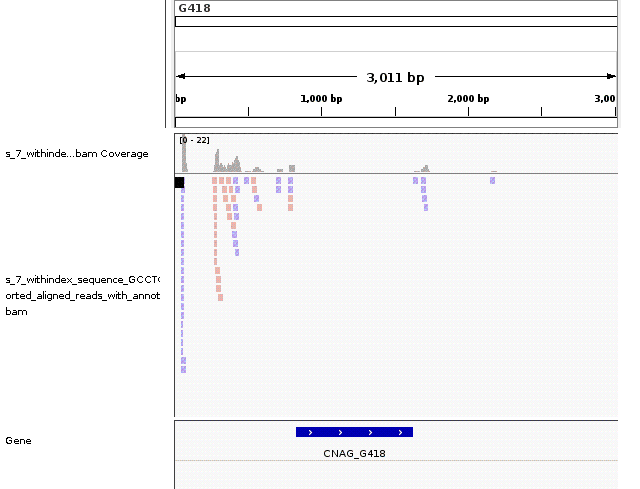 G418
3,011 bp
bp 1,000 bp 2,000 bp 3,00
[0 - 22]
s_7_withinde...bam Coverage
s_7_withindex_sequence_GCCT
orted_aligned_reads_with_annot
bam
Gene
CNAG_G418